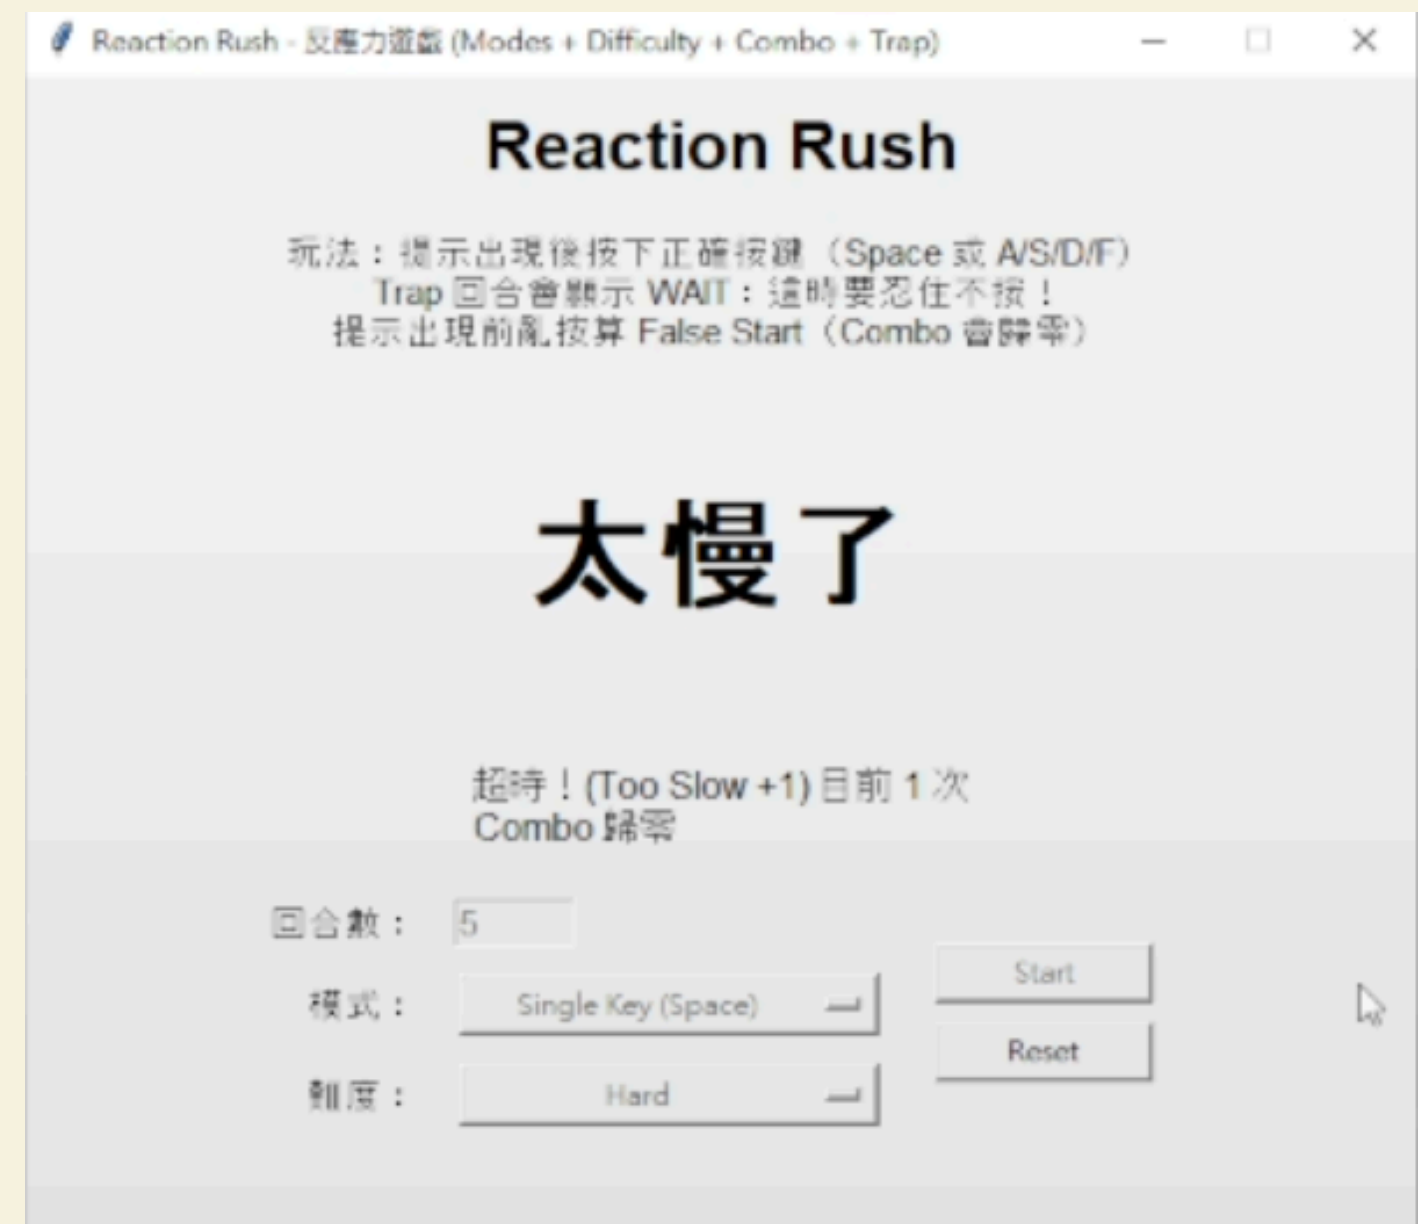 Reaction Rush - 反應力遊戲 (Modes + Difficulty + Combo + Trap)
Reaction Rush
玩法：提示出現後按下正確按鍵（Space 或 A/S/D/F）
Trap 回合會顯示 WAIT：這時要忍住不按！
提示出現前亂按算 False Start（Combo 會歸零）
太慢了
超時！(Too Slow +1) 目前 1 次
Combo 歸零
回合數： 5
模式： Single Key (Space)
難度： Hard
Start
Reset